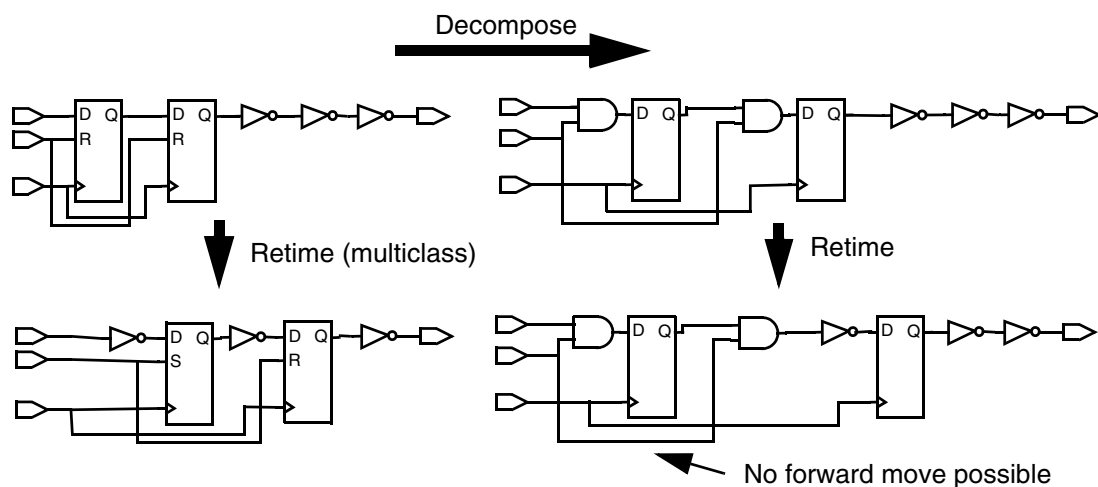 Decompose
D Q D Q D Q D Q
R R
Retime (multiclass) Retime
D Q D Q D Q D Q
S R
No forward move possible